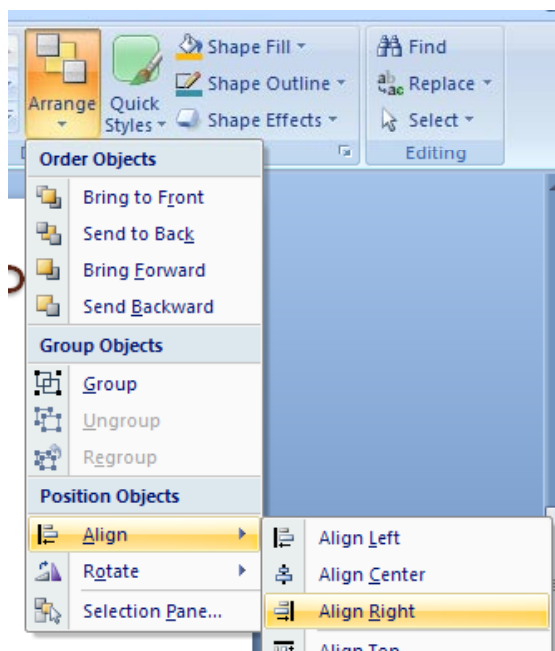 Arrange
Quick
Styles
Shape Fill
Shape Outline
Shape Effects
Find
Replace
Select
Editing
Order Objects
Bring to Front
Send to Back
Bring Forward
Send Backward
Group Objects
Group
Ungroup
Regroup
Position Objects
Align
Align Left
Rotate
Align Center
Selection Pane...
Align Right
Align Top